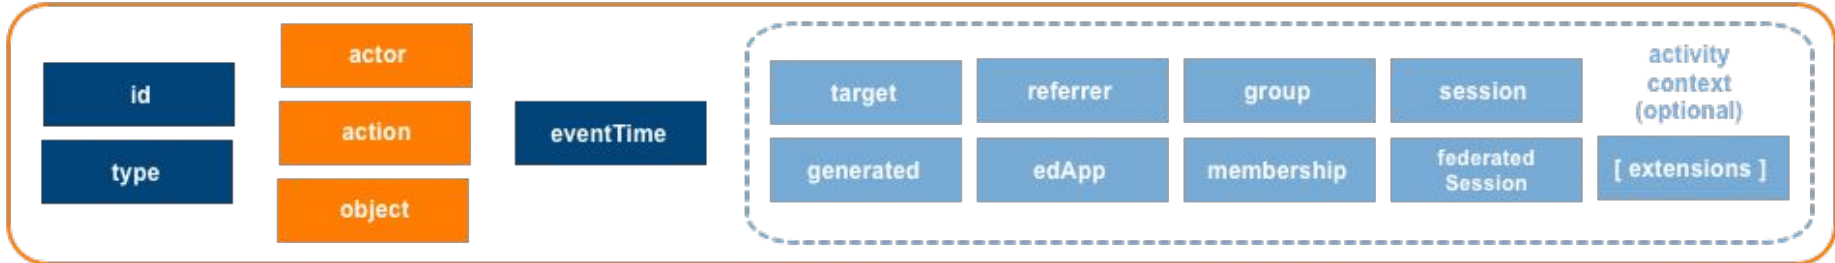 id
type
actor
action
object
eventTime
target
referrer
group
session
generated
edApp
membership
federated
Session
activity
context
(optional)
[ extensions ]